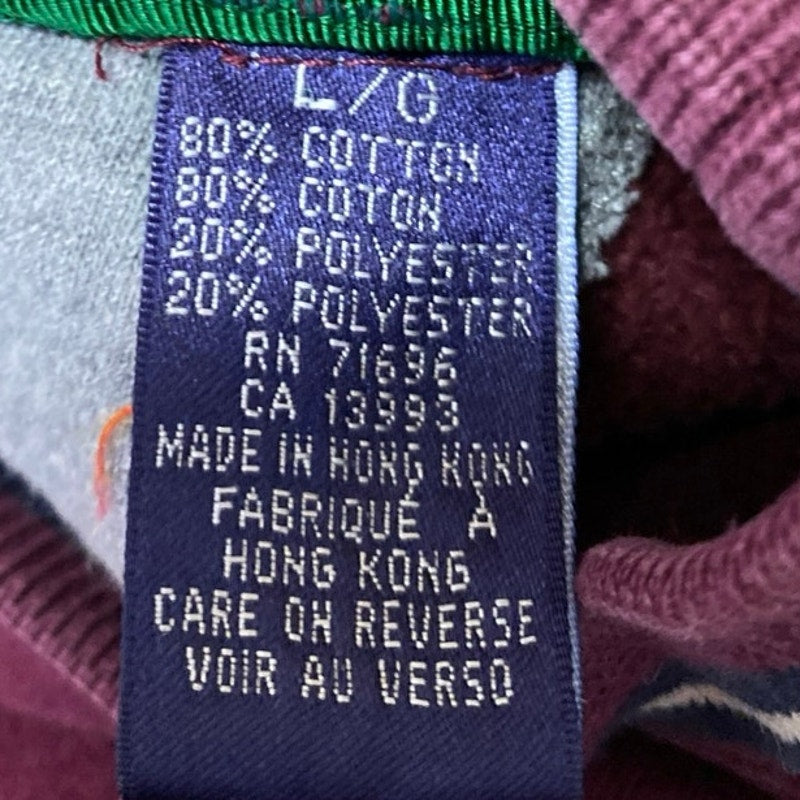 L/G
80% COTTON
80% COTON
20% POLYESTER
20% POLYESTER
RN 71696
CA 13993
MADE IN HONG KONG
FABRIQUÉ À
HONG KONG
CARE ON REVERSE
VOIR AU VERSO